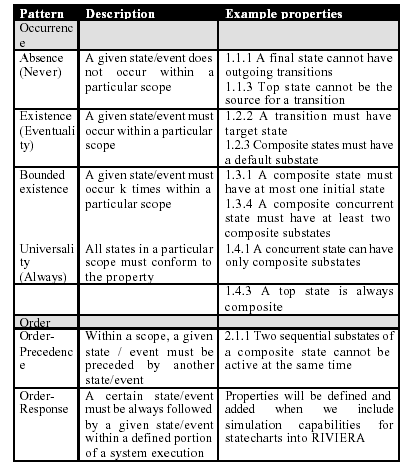 Pattern Description Example properties
Occurrenc
e
Absence
(Never)
A given state/event does
not occur within a
particular scope
1.1.1 A final state cannot have
outgoing transitions
1.1.3 Top state cannot be the
source for a transition
Existence
(Eventuali
ty)
A given state/event must
occur within a particular
scope
1.2.2 A transition must have
target state
1.2.3 Composite states must have
a default substate
Bounded
existence
A given state/event must
occur k times within a
particular scope
1.3.1 A composite state must
have at most one initial state
1.3.4 A composite concurrent
state must have at least two
composite substates
Universali
ty
(Always)
All states in a particular
scope must conform to
the property
1.4.1 A concurrent state can have
only composite substates
1.4.3 A top state is always
composite
Order
Order-
Precedenc
e
Within a scope, a given
state / event must be
preceded by another
state/event
2.1.1 Two sequential substates of
a composite state cannot be
active at the same time
Order-
Response
A certain state/event
must be always followed
by a given state/event
within a defined portion
of a system execution
Properties will be defined and
added when we include
simulation capabilities for
statecharts into RIVIERA